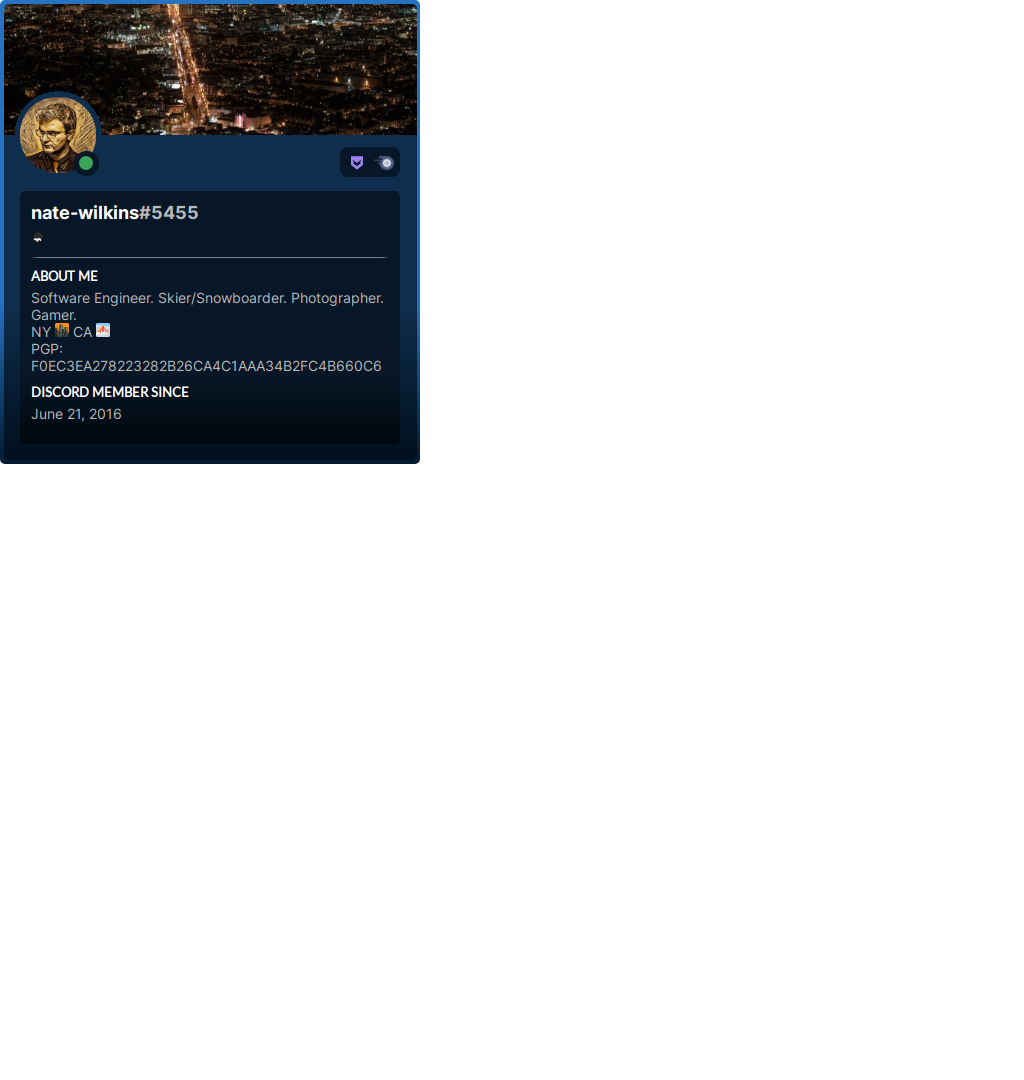 nate-wilkins#5455
ABOUT ME
Software Engineer. Skier/Snowboarder. Photographer.
Gamer.
NY 🌇 CA 🏔
PGP:
F0EC3EA278223282B26CA4C1AAA34B2FC4B660C6
DISCORD MEMBER SINCE
June 21, 2016